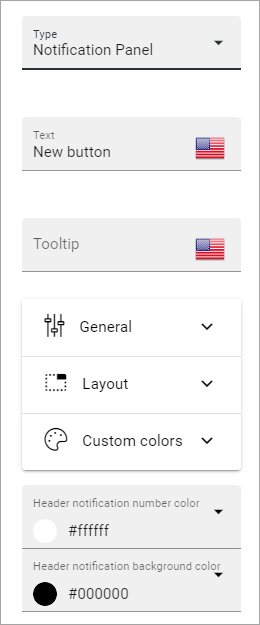 Type
Notification Panel
Text
New button
Tooltip
General
Layout
Custom colors
Header notification number color
#ffffff
Header notification background color
#000000